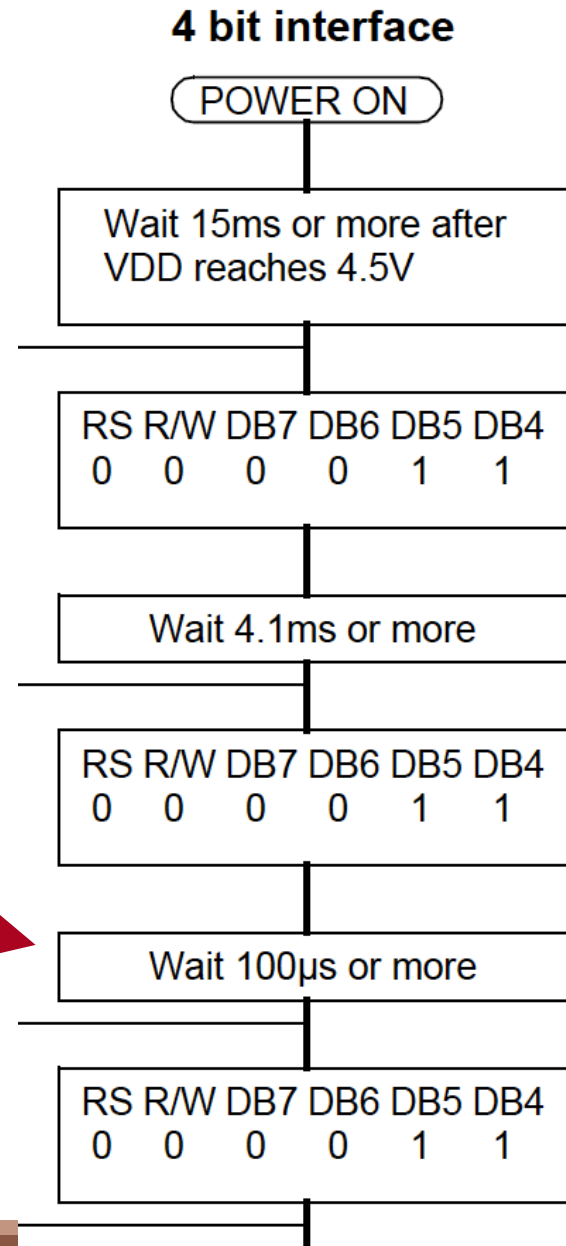 4 bit interface
POWER ON
Wait 15ms or more after
VDD reaches 4.5V
RS R/W DB7 DB6 DB5 DB4
0 0 0 0 1 1
Wait 4.1ms or more
RS R/W DB7 DB6 DB5 DB4
0 0 0 0 1 1
Wait 100µs or more
RS R/W DB7 DB6 DB5 DB4
0 0 0 0 1 1